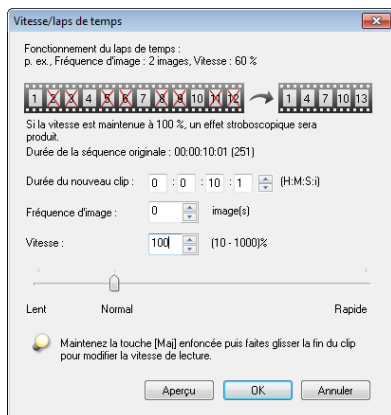 Vitesse/laps de temps
Fonctionnement du laps de temps :
p. ex., Fréquence d'image : 2 images, Vitesse : 60 %
1 2 3 4 5 6 7 8 9 10 11 12 1 4 7 10 13
Si la vitesse est maintenue à 100 %, un effet stroboscopique sera
produit.
Durée de la séquence originale : 00:00:10:01 (251)
Durée du nouveau clip : 0 : 0 : 10 : 1 (H:M:S:i)
Fréquence d'image : 0 image(s)
Vitesse : 100 (10 - 1000)%
Lent Normal Rapide
Maintenez la touche [Maj] enfoncée puis faites glisser la fin du clip
pour modifier la vitesse de lecture.
Aperçu OK Annuler